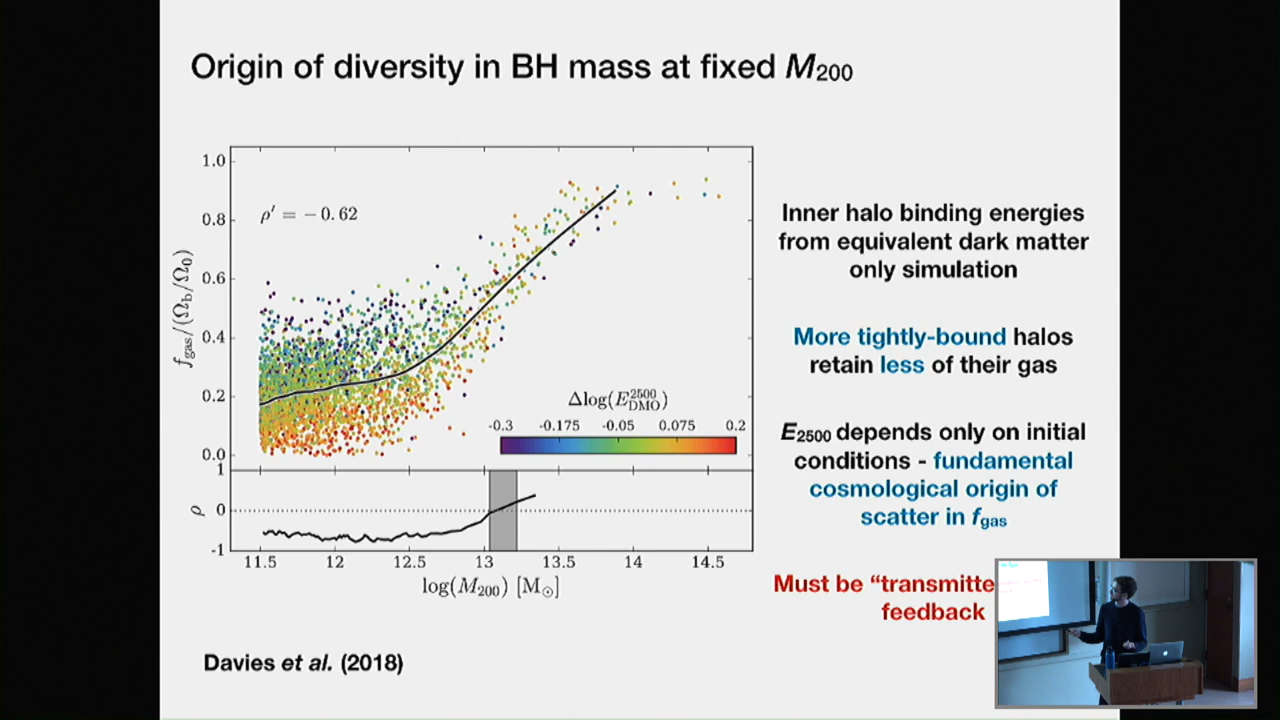 Origin of diversity in BH mass at fixed M200
1.0
0.8
0.6
0.4
0.2
0.0
fgas/(Ωb/Ω0)
ρ′ = −0.62
Δlog(E2500DMO)
-0.3 -0.175 -0.05 0.075 0.2
1
0
-1
ρ
11.5 12 12.5 13 13.5 14 14.5
log(M200) [M⊙]
Inner halo binding energies
from equivalent dark matter
only simulation
More tightly-bound halos
retain less of their gas
E2500 depends only on initial
conditions - fundamental
cosmological origin of
scatter in fgas
Must be “transmitte
feedback
Davies et al. (2018)